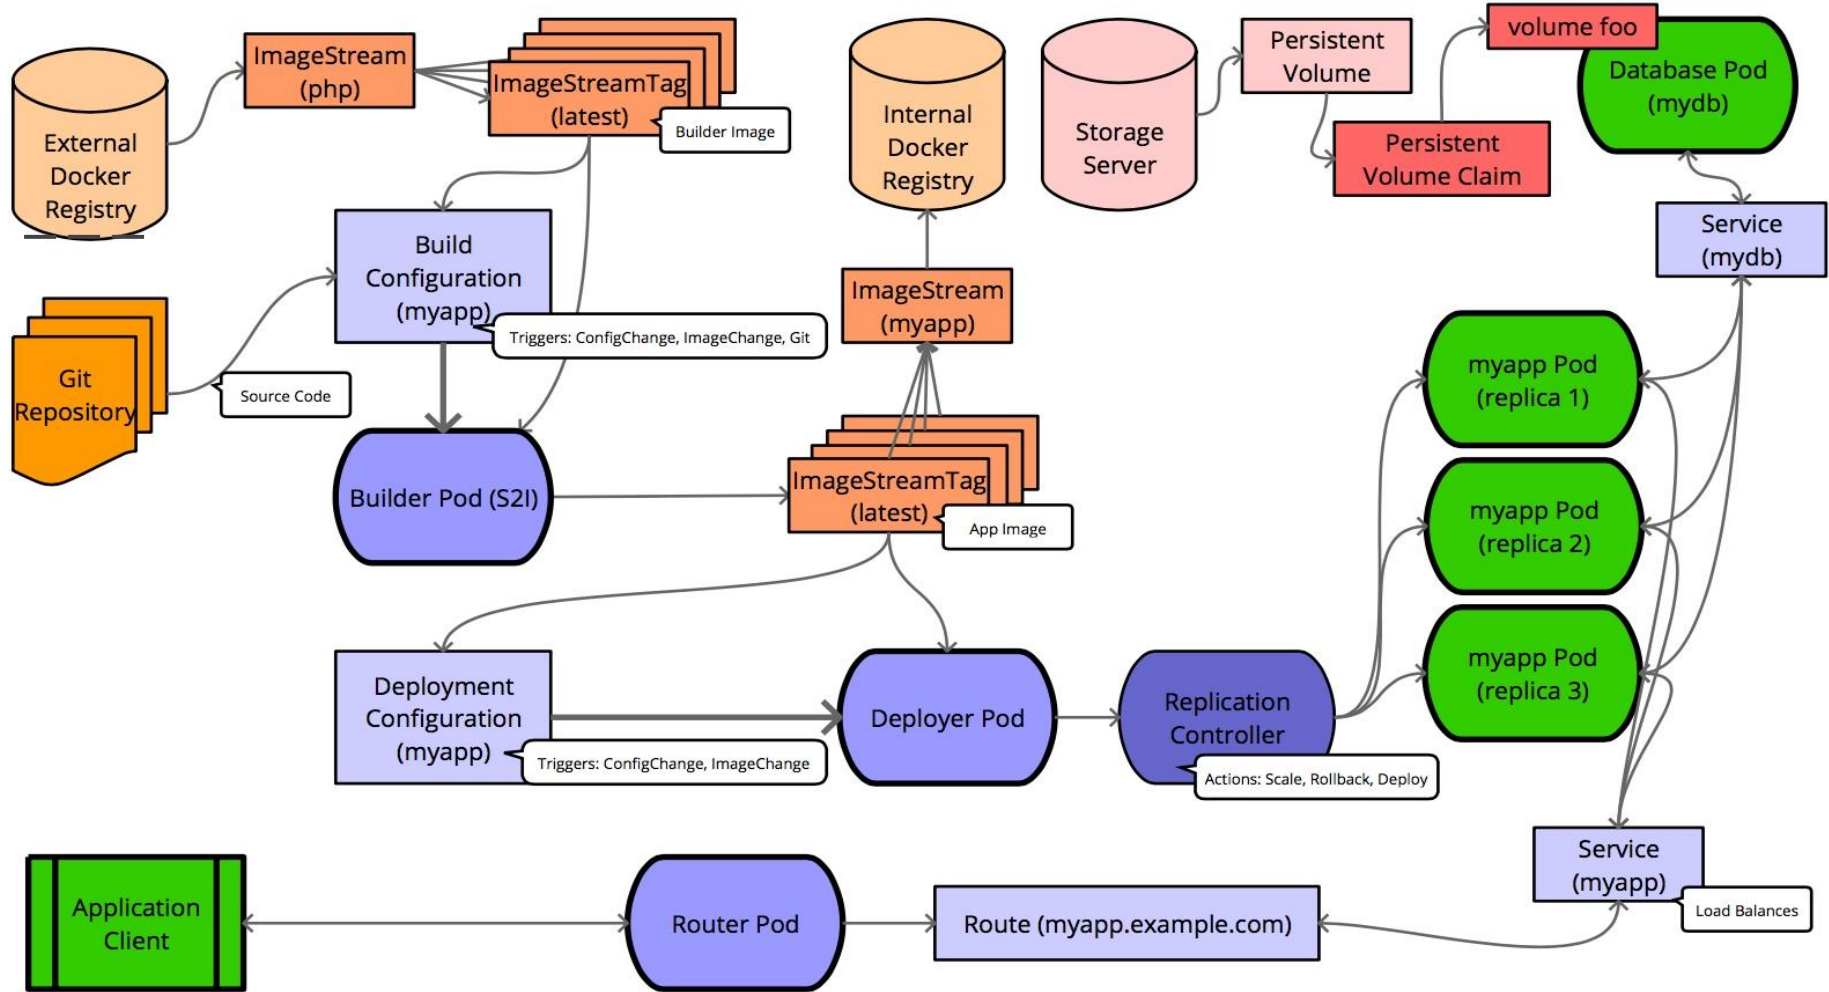 ImageStream
(php)
ImageStreamTag
(latest)
Builder Image
External
Docker
Registry
Internal
Docker
Registry
Storage
Server
Persistent
Volume
Persistent
Volume Claim
volume foo
Database Pod
(mydb)
Service
(mydb)
Build
Configuration
(myapp)
Triggers: ConfigChange, ImageChange, Git
Git
Repository
Source Code
ImageStream
(myapp)
Builder Pod (S2I)
ImageStreamTag
(latest)
App Image
myapp Pod
(replica 1)
myapp Pod
(replica 2)
myapp Pod
(replica 3)
Deployment
Configuration
(myapp)
Triggers: ConfigChange, ImageChange
Deployer Pod
Replication
Controller
Actions: Scale, Rollback, Deploy
Service
(myapp)
Load Balances
Application
Client
Router Pod
Route (myapp.example.com)